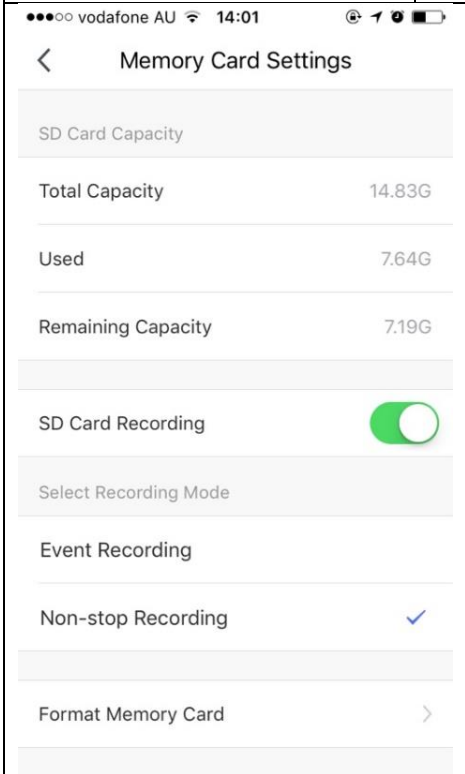 vodafone AU 14:01
Memory Card Settings
SD Card Capacity
Total Capacity 14.83G
Used 7.64G
Remaining Capacity 7.19G
SD Card Recording
Select Recording Mode
Event Recording
Non-stop Recording
Format Memory Card